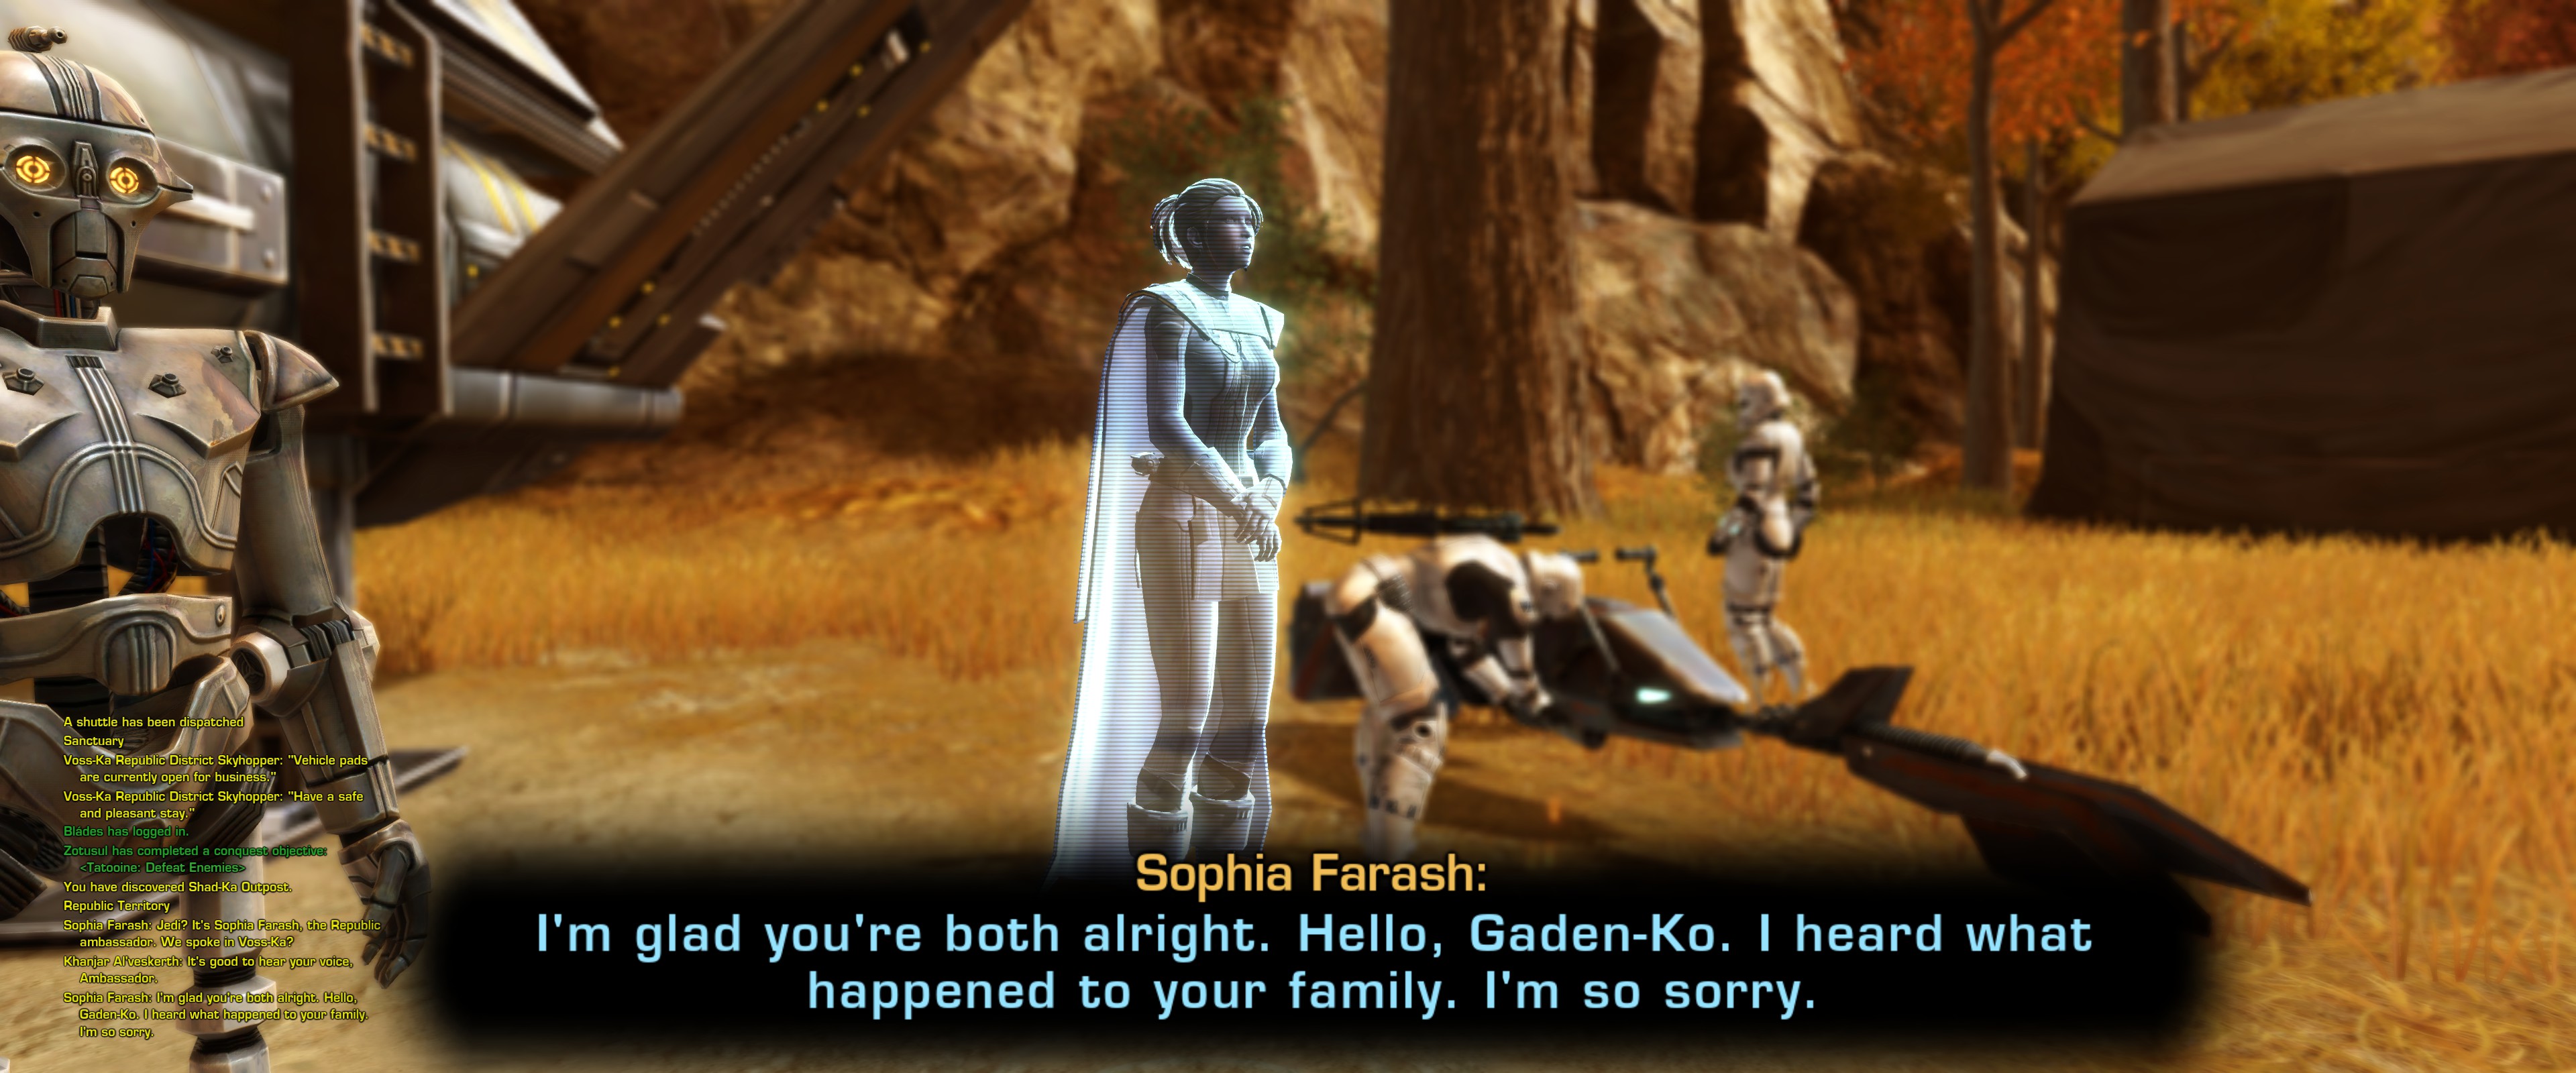 A shuttle has been dispatched
Sanctuary
Voss-Ka Republic District Skyhopper: "Vehicle pads
are currently open for business."
Voss-Ka Republic District Skyhopper: "Have a safe
and pleasant stay."
Bládes has logged in.
Zotusul has completed a conquest objective:
<Tatooine: Defeat Enemies>
You have discovered Shad-Ka Outpost.
Republic Territory
Sophia Farash: Jedi? It's Sophia Farash, the Republic
ambassador. We spoke in Voss-Ka?
Khanjar Al'veskerth: It's good to hear your voice,
Ambassador.
Sophia Farash: I'm glad you're both alright. Hello,
Gaden-Ko. I heard what happened to your family.
I'm so sorry.
Sophia Farash:
I'm glad you're both alright. Hello, Gaden-Ko. I heard what
happened to your family. I'm so sorry.